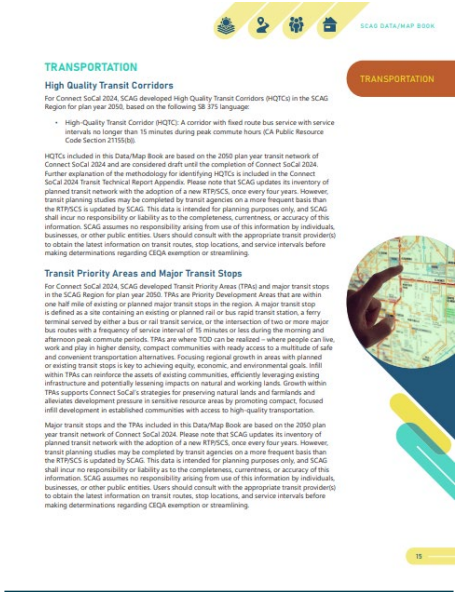 SCAG DATA/MAP BOOK
TRANSPORTATION
TRANSPORTATION
High Quality Transit Corridors
For Connect SoCal 2024, SCAG developed High Quality Transit Corridors (HQTCs) in the SCAG
Region for plan year 2050, based on the following SB 375 language:
• High-Quality Transit Corridor (HQTC): A corridor with fixed route bus service with service
intervals no longer than 15 minutes during peak commute hours (CA Public Resource
Code Section 21155(b)).
HQTCs included in this Data/Map Book are based on the 2050 plan year transit network of
Connect SoCal 2024 and are considered draft until the completion of Connect SoCal 2024.
Further explanation of the methodology for identifying HQTCs is included in the Connect
SoCal 2024 Transit Technical Report Appendix. Please note that SCAG updates its inventory of
planned transit network with the adoption of a new RTP/SCS, once every four years. However,
transit planning studies may be completed by transit agencies on a more frequent basis than
the RTP/SCS is updated by SCAG. This data is intended for planning purposes only, and SCAG
shall incur no responsibility or liability as to the completeness, currentness, or accuracy of this
information. SCAG assumes no responsibility arising from use of this information by individuals,
businesses, or other public entities. Users should consult with the appropriate transit provider(s)
to obtain the latest information on transit routes, stop locations, and service intervals before
making determinations regarding CEQA exemption or streamlining.
Transit Priority Areas and Major Transit Stops
For Connect SoCal 2024, SCAG developed Transit Priority Areas (TPAs) and major transit stops
in the SCAG Region for plan year 2050. TPAs are Priority Development Areas that are within
one half mile of existing or planned major transit stops in the region. A major transit stop
is defined as a site containing an existing or planned rail or bus rapid transit station, a ferry
terminal served by either a bus or rail transit service, or the intersection of two or more major
bus routes with a frequency of service interval of 15 minutes or less during the morning and
afternoon peak commute periods. TPAs are where TOD can be realized – where people can live,
work and play in higher density, compact communities with ready access to a multitude of safe
and convenient transportation alternatives. Focusing regional growth in areas with planned
or existing transit stops is key to achieving equity, economic, and environmental goals. Infill
within TPAs can reinforce the assets of existing communities, efficiently leveraging existing
infrastructure and potentially lessening impacts on natural and working lands. Growth within
TPAs supports Connect SoCal's strategies for preserving natural lands and farmlands and
alleviates development pressure in sensitive resource areas by promoting compact, focused
infill development in established communities with access to high-quality transportation.
Major transit stops and the TPAs included in this Data/Map Book are based on the 2050 plan
year transit network of Connect SoCal 2024. Please note that SCAG updates its inventory of
planned transit network with the adoption of a new RTP/SCS, once every four years. However,
transit planning studies may be completed by transit agencies on a more frequent basis than
the RTP/SCS is updated by SCAG. This data is intended for planning purposes only, and SCAG
shall incur no responsibility or liability as to the completeness, currentness, or accuracy of this
information. SCAG assumes no responsibility arising from use of this information by individuals,
businesses, or other public entities. Users should consult with the appropriate transit provider(s)
to obtain the latest information on transit routes, stop locations, and service intervals before
making determinations regarding CEQA exemption or streamlining.
15